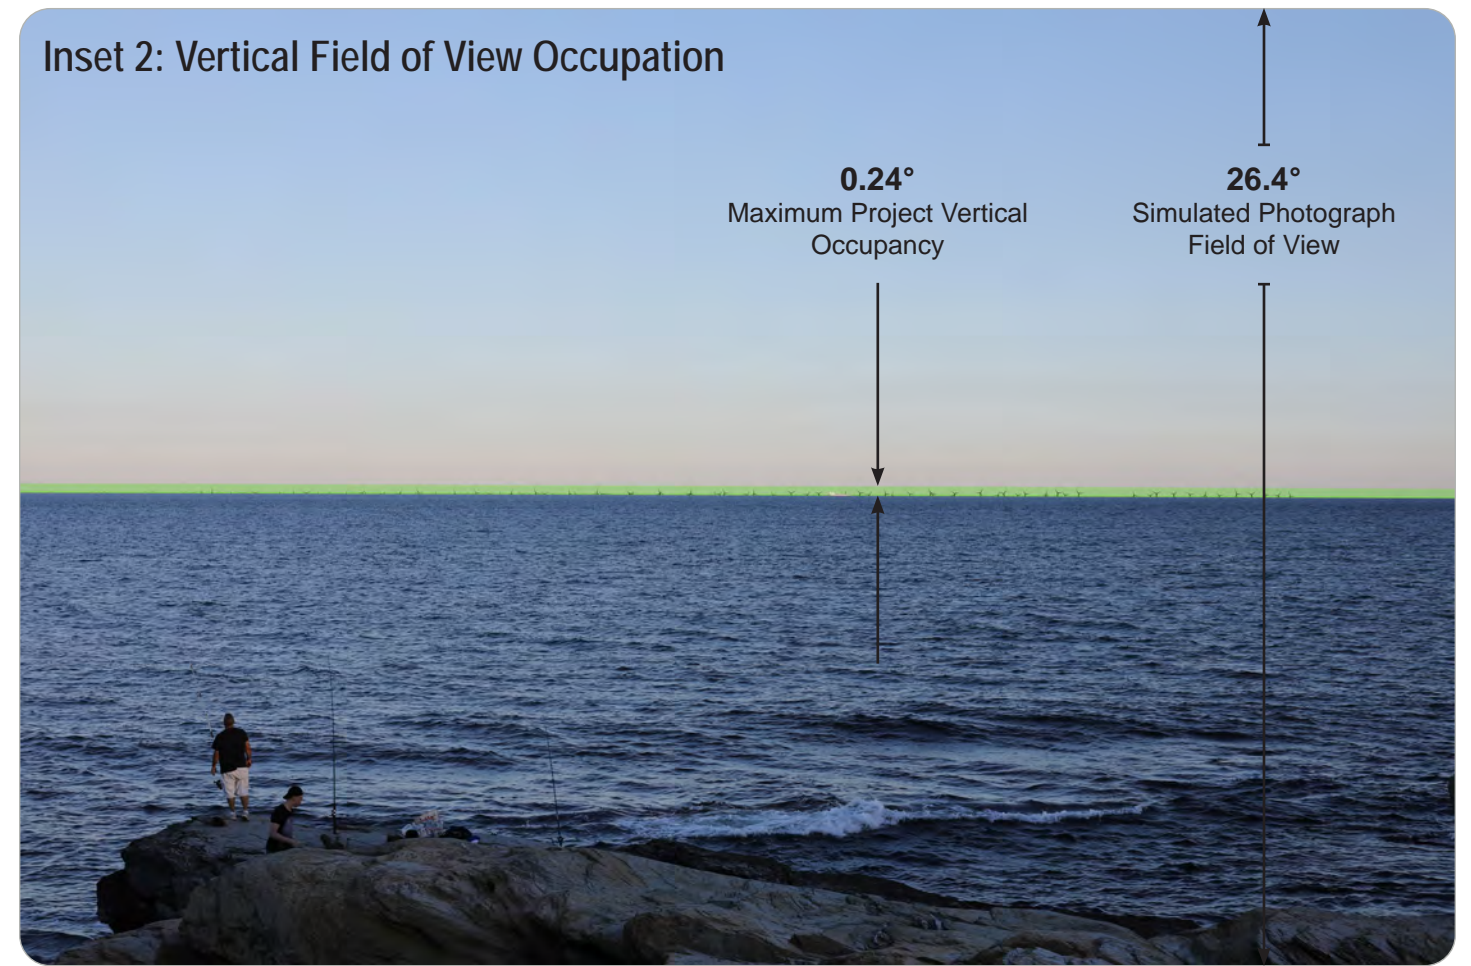 Inset 2: Vertical Field of View Occupation
0.24°
Maximum Project Vertical
Occupancy
26.4°
Simulated Photograph
Field of View